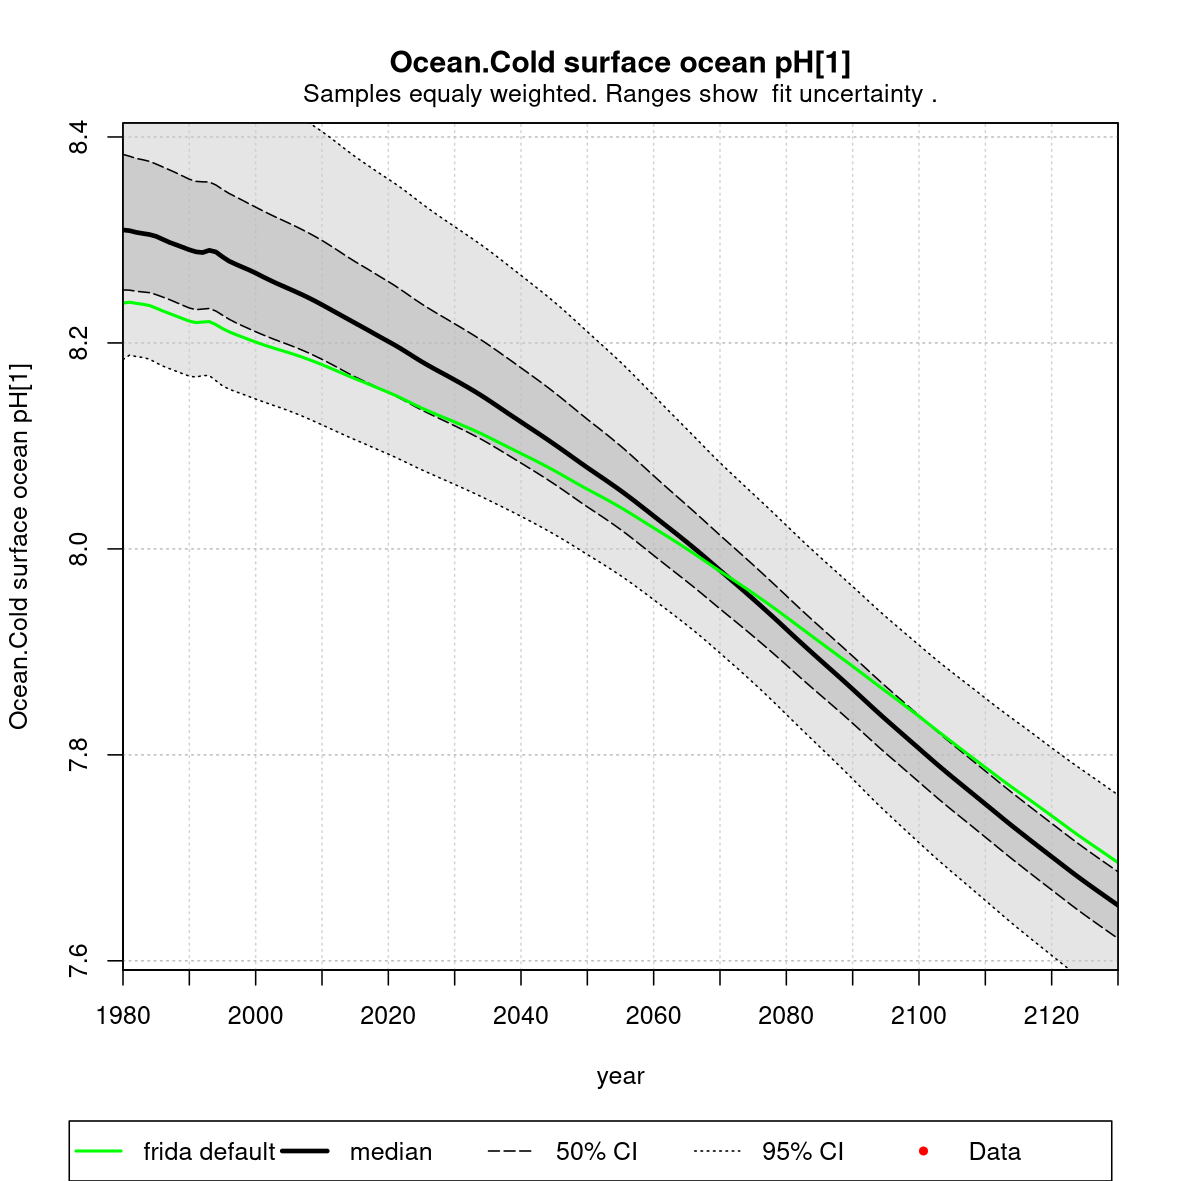 Ocean.Cold surface ocean pH[1]
Samples equaly weighted. Ranges show  fit uncertainty .
Ocean.Cold surface ocean pH[1]
8.4
8.2
8.0
7.8
7.6
1980 2000 2020 2040 2060 2080 2100 2120
year
frida default median 50% CI 95% CI Data